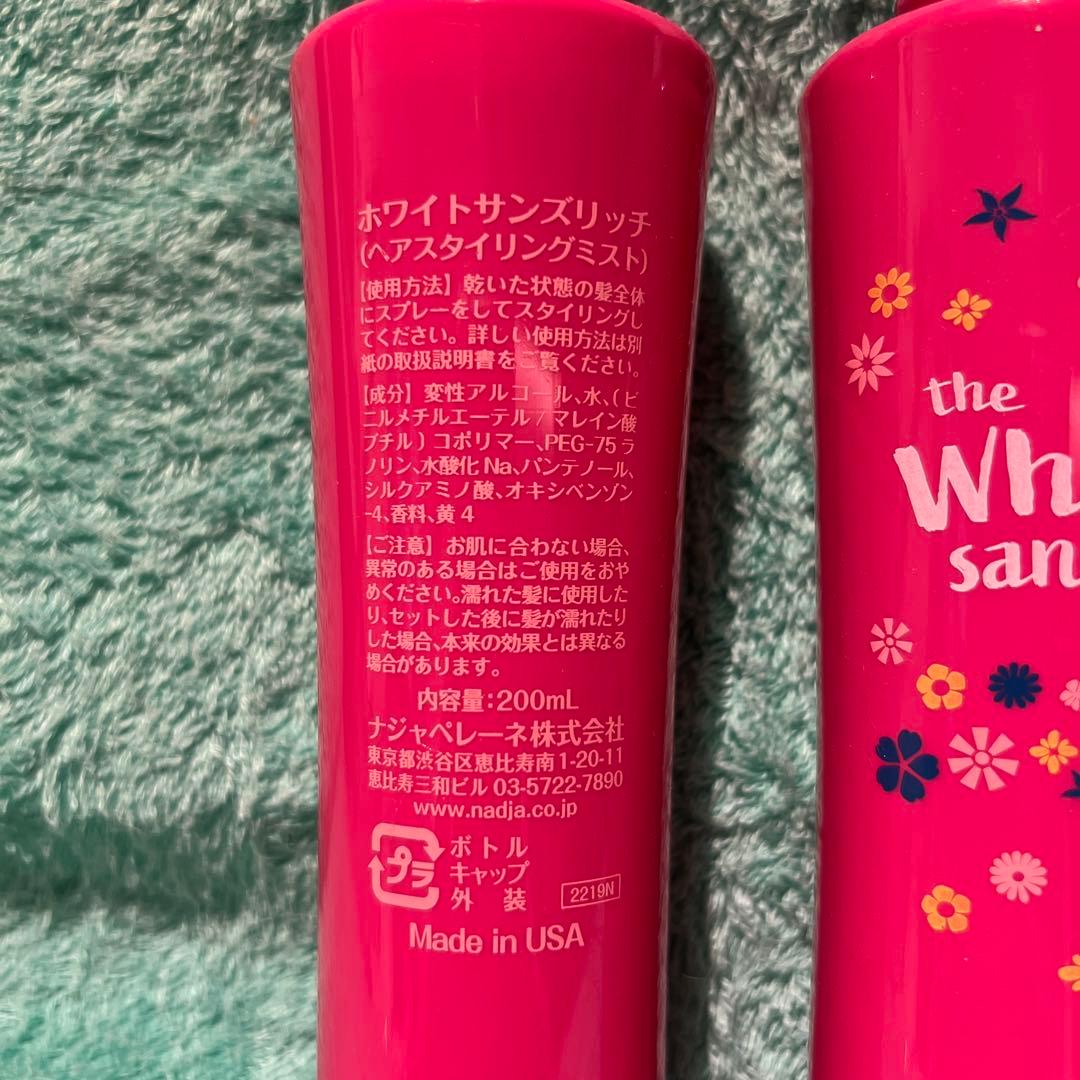 ホワイトサンズリッチ
(ヘアスタイリングミスト)
【使用方法】乾いた状態の髪全体
にスプレーをしてスタイリングし
てください。詳しい使用方法は別
紙の取扱説明書をご覧ください。
【成分】変性アルコール、水、(ビ
ニルメチルエーテル/マレイン酸
ブチル)コポリマー、PEG-75ラ
ノリン、水酸化Na、パンテノール、
シルクアミノ酸、オキシベンゾン
-4、香料、黄4
【ご注意】お肌に合わない場合、
異常のある場合はご使用をおや
めください。濡れた髪に使用した
り、セットした後に髪が濡れたり
した場合、本来の効果とは異なる
場合があります。
内容量:200mL
ナジャペレーネ株式会社
東京都渋谷区恵比寿南1-20-11
恵比寿三和ビル 03-5722-7890
www.nadja.co.jp
プラ
ボトル
キャップ
外装
2219N
Made in USA
the
Wh
san